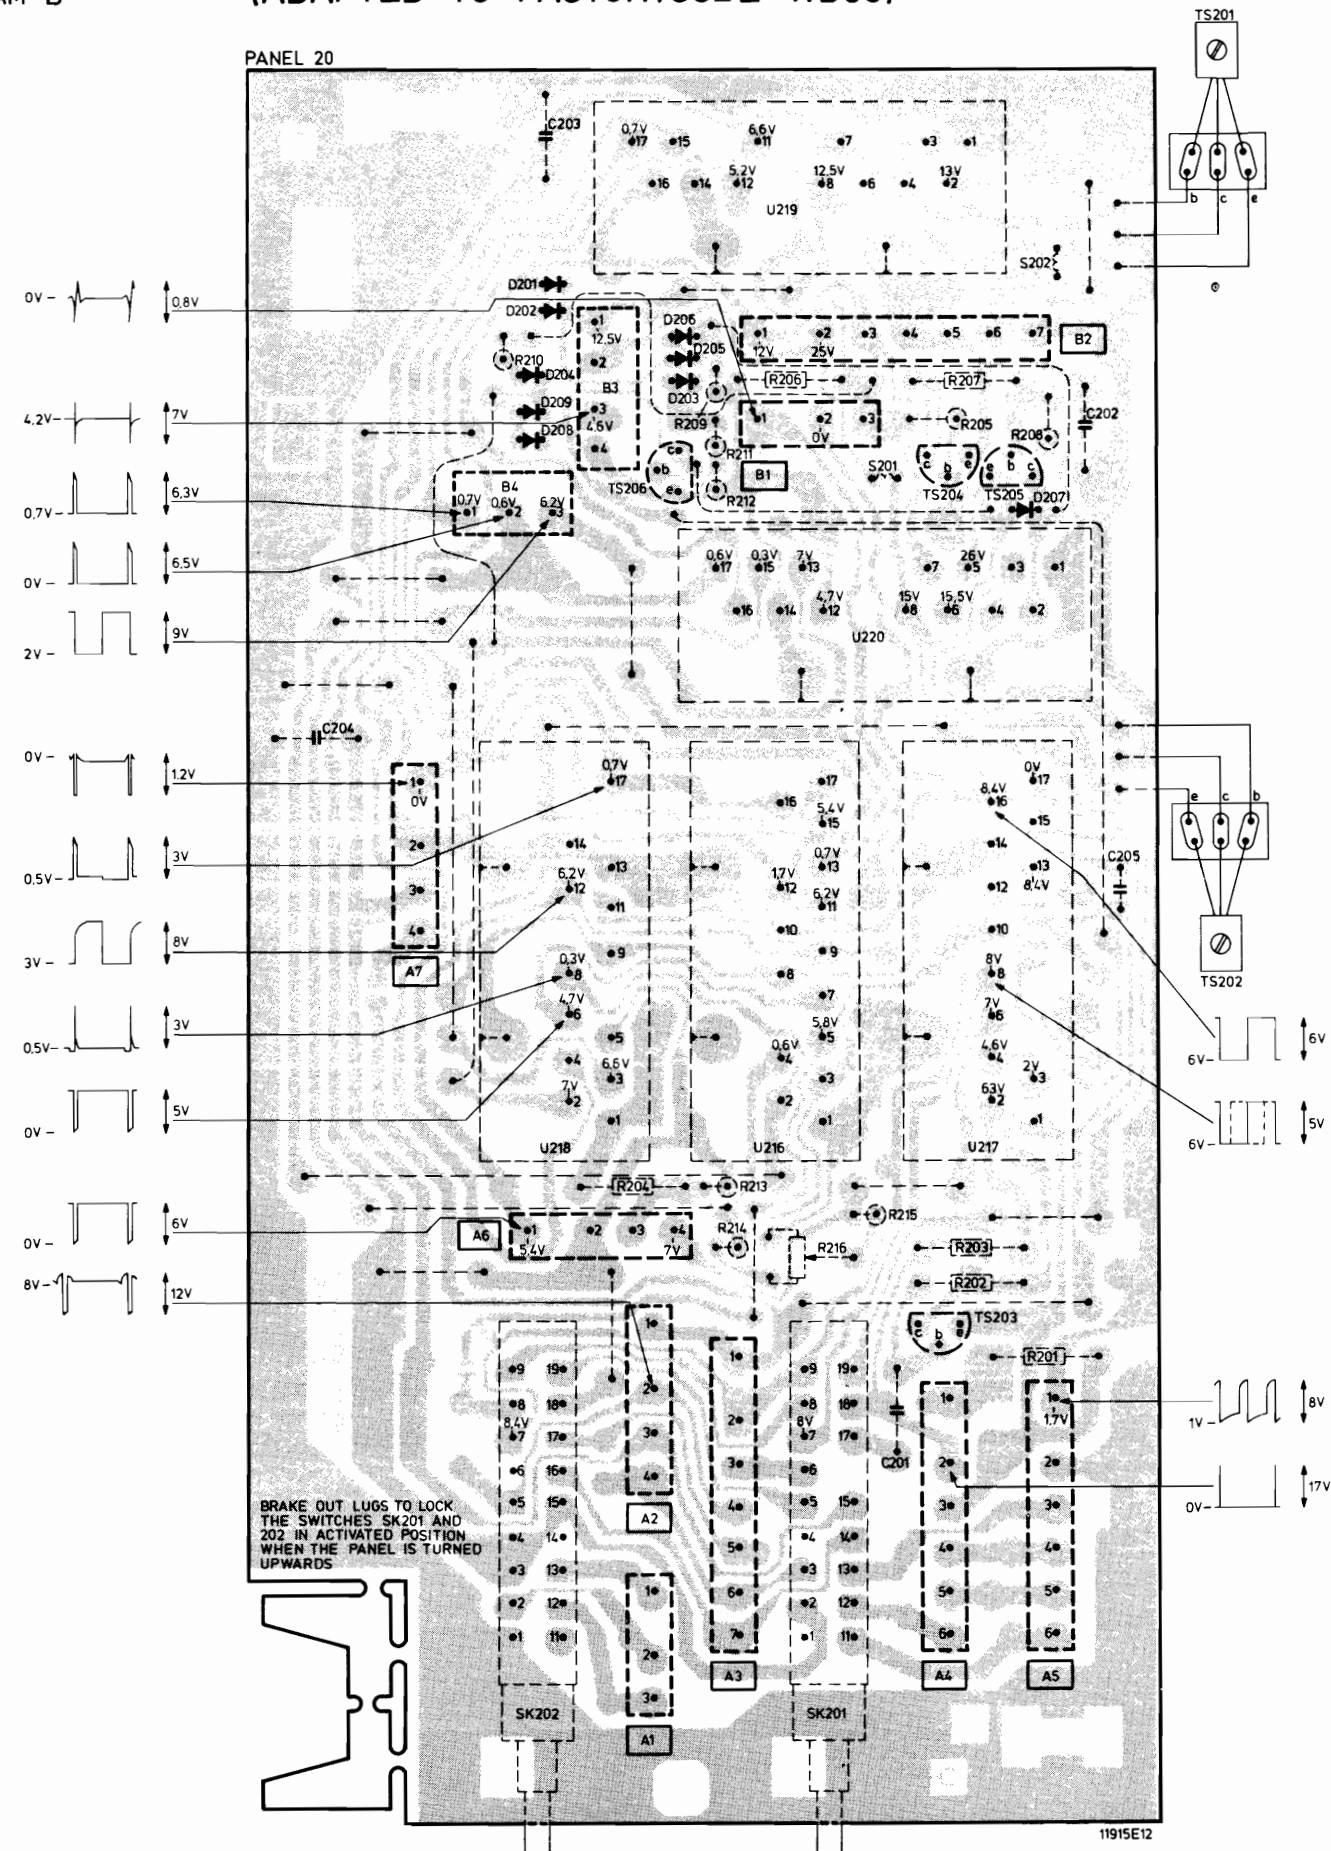 PANEL 20
TS201
C203
0,7V 6,6V
17 15 11 7 3 1
5,2V 12,5V 13V
16 14 12 8 6 4 2
U219
b c e
S202
D201
0V 0,8V
D202
D206
1 12,5V
1 2 3 4 5 6 7
12V 25V
B2
R210
D205
2
D204
B3
R206 R207
D203
4,2V 7V
D209
3 4,6V
R209
1 2 3
0V
R205
C202
D208
R208
4
R211
TS206
c b e
B1
S201
c b e
e b c
TS204 TS205
R212
D207
B4
0,7V 0,6V 6,2V
1 2 3
6,3V
0,7V
6,5V
0V
0,6V 0,3V 7V 26V
17 15 13 7 5 3 1
4,7V 15V 15,5V
16 14 12 8 6 4 2
U220
9V
2V
C204
0V 1,2V
1
0V
2
3
4
A7
0,7V
17
14
13
6,2V
12
11
9
0,3V
8
4,7V
6
5
4
6,6V
3
7V
2
1
U218
17
16
5,4V
15
0,7V
13
1,7V
12
6,2V
11
10
9
8
7
5,8V
5
0,6V
4
3
2
1
U216
0V
17
8,4V
16
15
14
13
8,4V
12
10
8V
8
7V
6
4,6V
4
2V
3
63V
2
1
U217
e c b
C205
TS202
3V
0,5V
8V
3V
3V
0,5V
5V
0V
6V
6V
5V
6V
R204 R213
R215
6V
0V
A6
1 2 3 4
5,4V 7V
R214
R216
R203
R202
8V 12V
TS203
c b e
R201
9 19
8 18
8,4V
7 17
6 16
5 15
4 14
3 13
2 12
1 11
SK202
1
2
3
4
A2
1
2
3
A1
1
2
3
4
5
6
7
A3
9 19
8 18
8V
7 17
6
5 15
4 14
3 13
2 12
1 11
SK201
C201
1
2
3
4
5
6
A4
1
1,7V
2
3
4
5
6
A5
8V
1V
17V
0V
BRAKE OUT LUGS TO LOCK
THE SWITCHES SK201 AND
202 IN ACTIVATED POSITION
WHEN THE PANEL IS TURNED
UPWARDS
11915E12